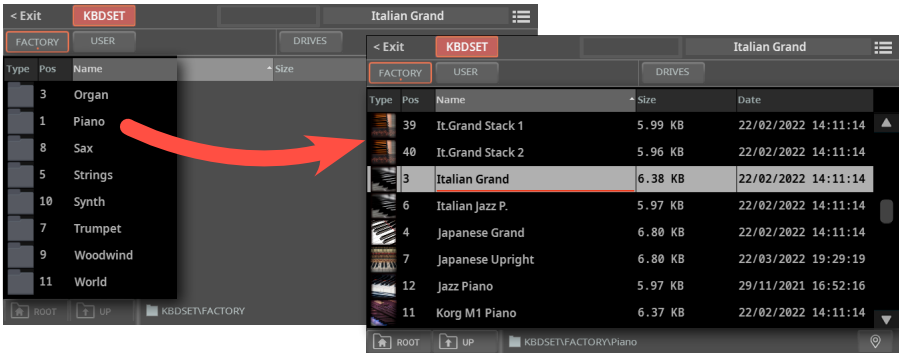 < Exit KBDSET Italian Grand
FACTORY USER DRIVES
Type Pos Name Size
3 Organ
1 Piano
8 Sax
5 Strings
10 Synth
7 Trumpet
9 Woodwind
11 World
ROOT UP KBDSET\FACTORY
< Exit KBDSET Italian Grand
FACTORY USER DRIVES
Type Pos Name Size Date
39 It.Grand Stack 1 5.99 KB 22/02/2022 14:11:14
40 It.Grand Stack 2 5.96 KB 22/02/2022 14:11:14
3 Italian Grand 6.38 KB 22/02/2022 14:11:14
6 Italian Jazz P. 5.97 KB 22/02/2022 14:11:14
4 Japanese Grand 6.80 KB 22/02/2022 14:11:14
7 Japanese Upright 6.80 KB 22/03/2022 19:29:19
12 Jazz Piano 5.97 KB 29/11/2021 16:52:16
11 Korg M1 Piano 6.37 KB 22/02/2022 14:11:14
ROOT UP KBDSET\FACTORY\Piano